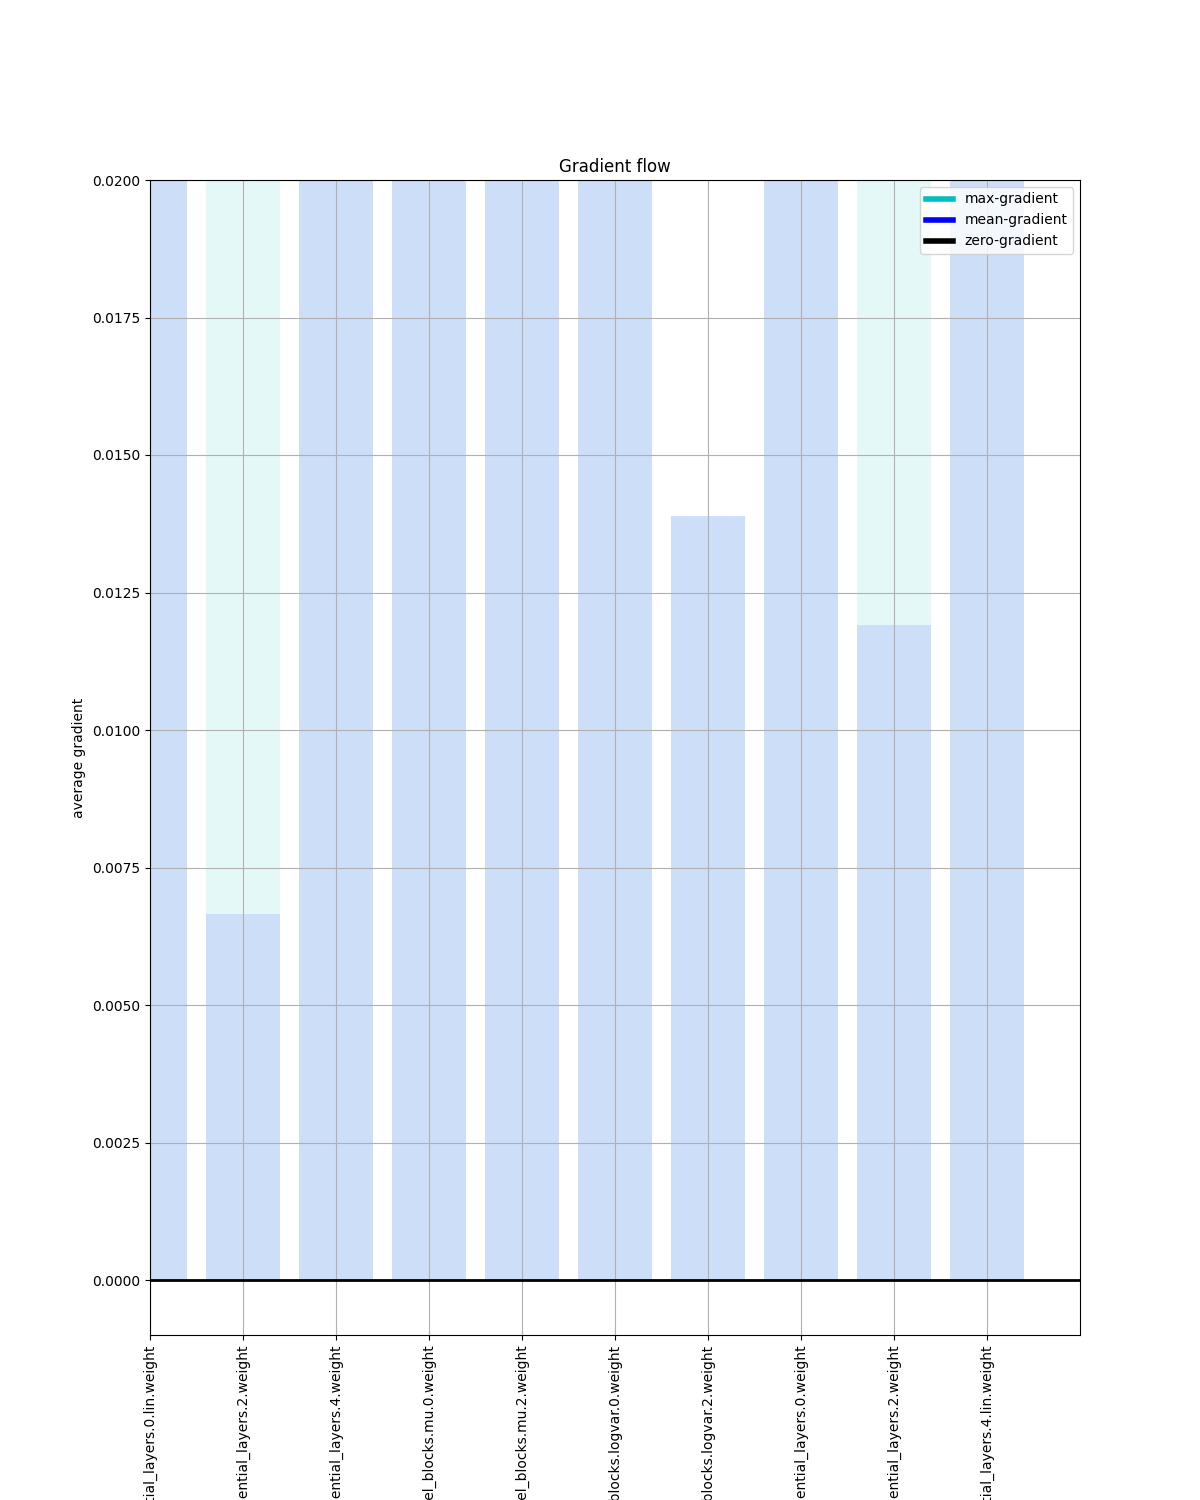 Gradient flow
max-gradient
mean-gradient
zero-gradient
0.0200
0.0175
0.0150
0.0125
0.0100
0.0075
0.0050
0.0025
0.0000
average gradient
tial_layers.0.lin.weight
ential_layers.2.weight
ential_layers.4.weight
el_blocks.mu.0.weight
el_blocks.mu.2.weight
blocks.logvar.0.weight
blocks.logvar.2.weight
ential_layers.0.weight
ential_layers.2.weight
tial_layers.4.lin.weight